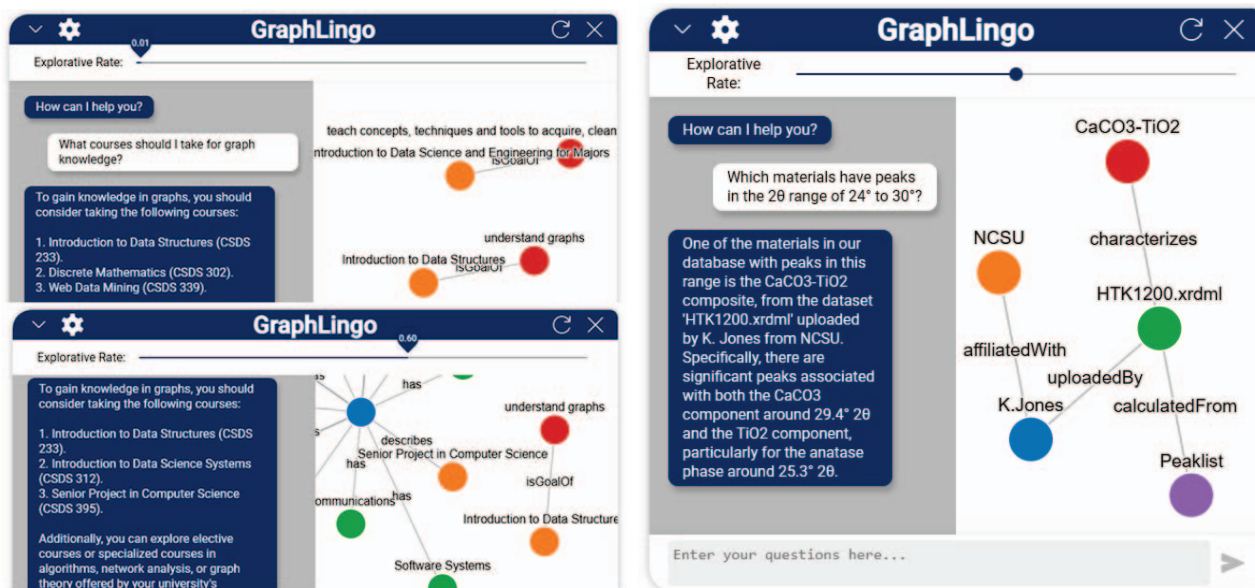 GraphLingo
0.01
Explorative Rate:
How can I help you?
What courses should I take for graph
knowledge?
To gain knowledge in graphs, you should
consider taking the following courses:
1. Introduction to Data Structures (CSDS
233).
2. Discrete Mathematics (CSDS 302).
3. Web Data Mining (CSDS 339).
teach concepts, techniques and tools to acquire, clean
ntroduction to Data Science and Engineering for Majors
isGoalOf
understand graphs
Introduction to Data Structures
isGoalOf
GraphLingo
0.60
Explorative Rate:
To gain knowledge in graphs, you should
consider taking the following courses:
1. Introduction to Data Structures (CSDS
233).
2. Introduction to Data Science Systems
(CSDS 312).
3. Senior Project in Computer Science
(CSDS 395).
Additionally, you can explore elective
courses or specialized courses in
algorithms, network analysis, or graph
theory offered by your university's
as
has
understand graphs
describes
s
Senior Project in Computer Science
has
isGoalOf
ommunications
has
Introduction to Data Structure
Software Systems
GraphLingo
Explorative
Rate:
How can I help you?
Which materials have peaks
in the 2θ range of 24° to 30°?
One of the materials in our
database with peaks in this
range is the CaCO3-TiO2
composite, from the dataset
'HTK1200.xrdml' uploaded
by K. Jones from NCSU.
Specifically, there are
significant peaks associated
with both the CaCO3
component around 29.4° 2θ
and the TiO2 component,
particularly for the anatase
phase around 25.3° 2θ.
CaCO3-TiO2
NCSU
characterizes
HTK1200.xrdml
affiliatedWith
uploadedBy
K.Jones
calculatedFrom
Peaklist
Enter your questions here...